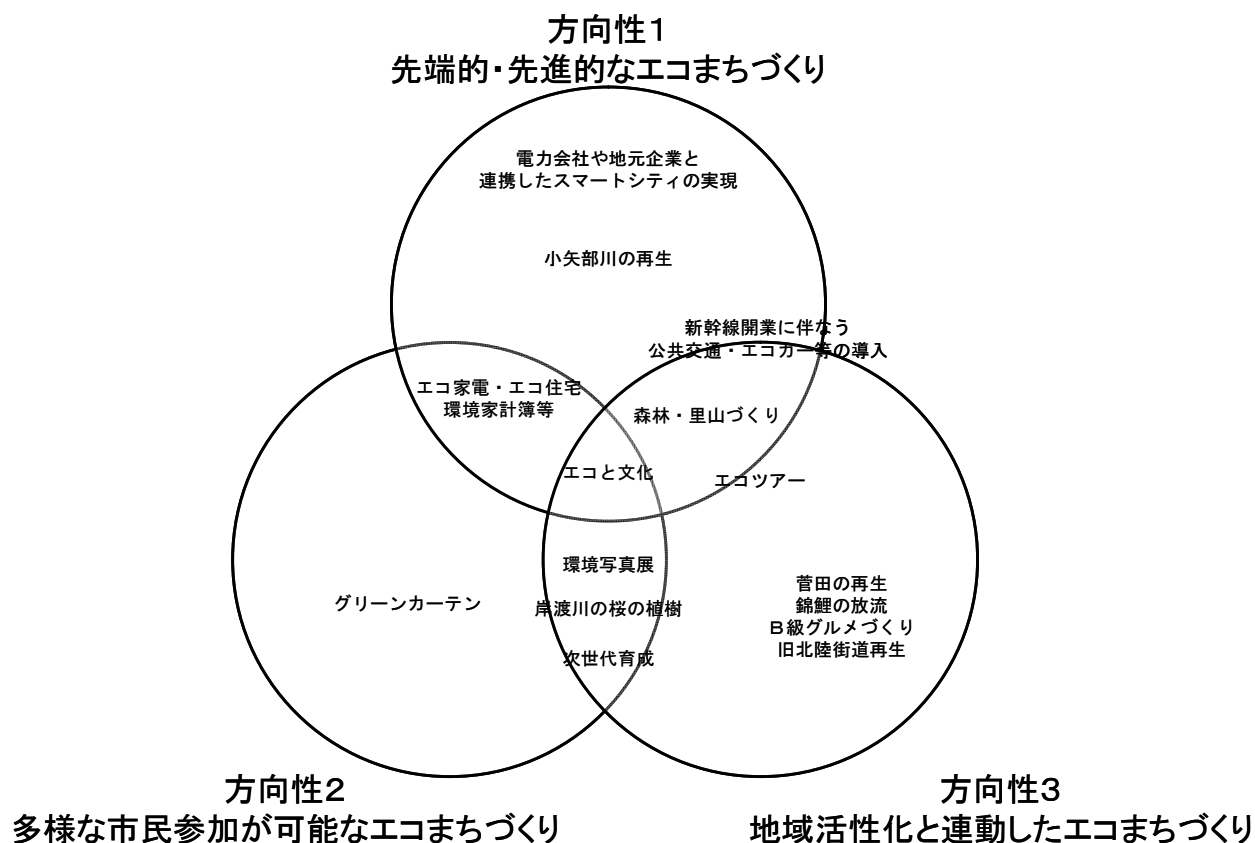 方向性１
先端的・先進的なエコまちづくり
電力会社や地元企業と
連携したスマートシティの実現
小矢部川の再生
新幹線開業に伴なう
公共交通・エコカー等の導入
エコ家電・エコ住宅
環境家計簿等
森林・里山づくり
エコと文化
エコツアー
環境写真展
グリーンカーテン
岸渡川の桜の植樹
次世代育成
菅田の再生
錦鯉の放流
Ｂ級グルメづくり
旧北陸街道再生
方向性２
多様な市民参加が可能なエコまちづくり
方向性３
地域活性化と連動したエコまちづくり